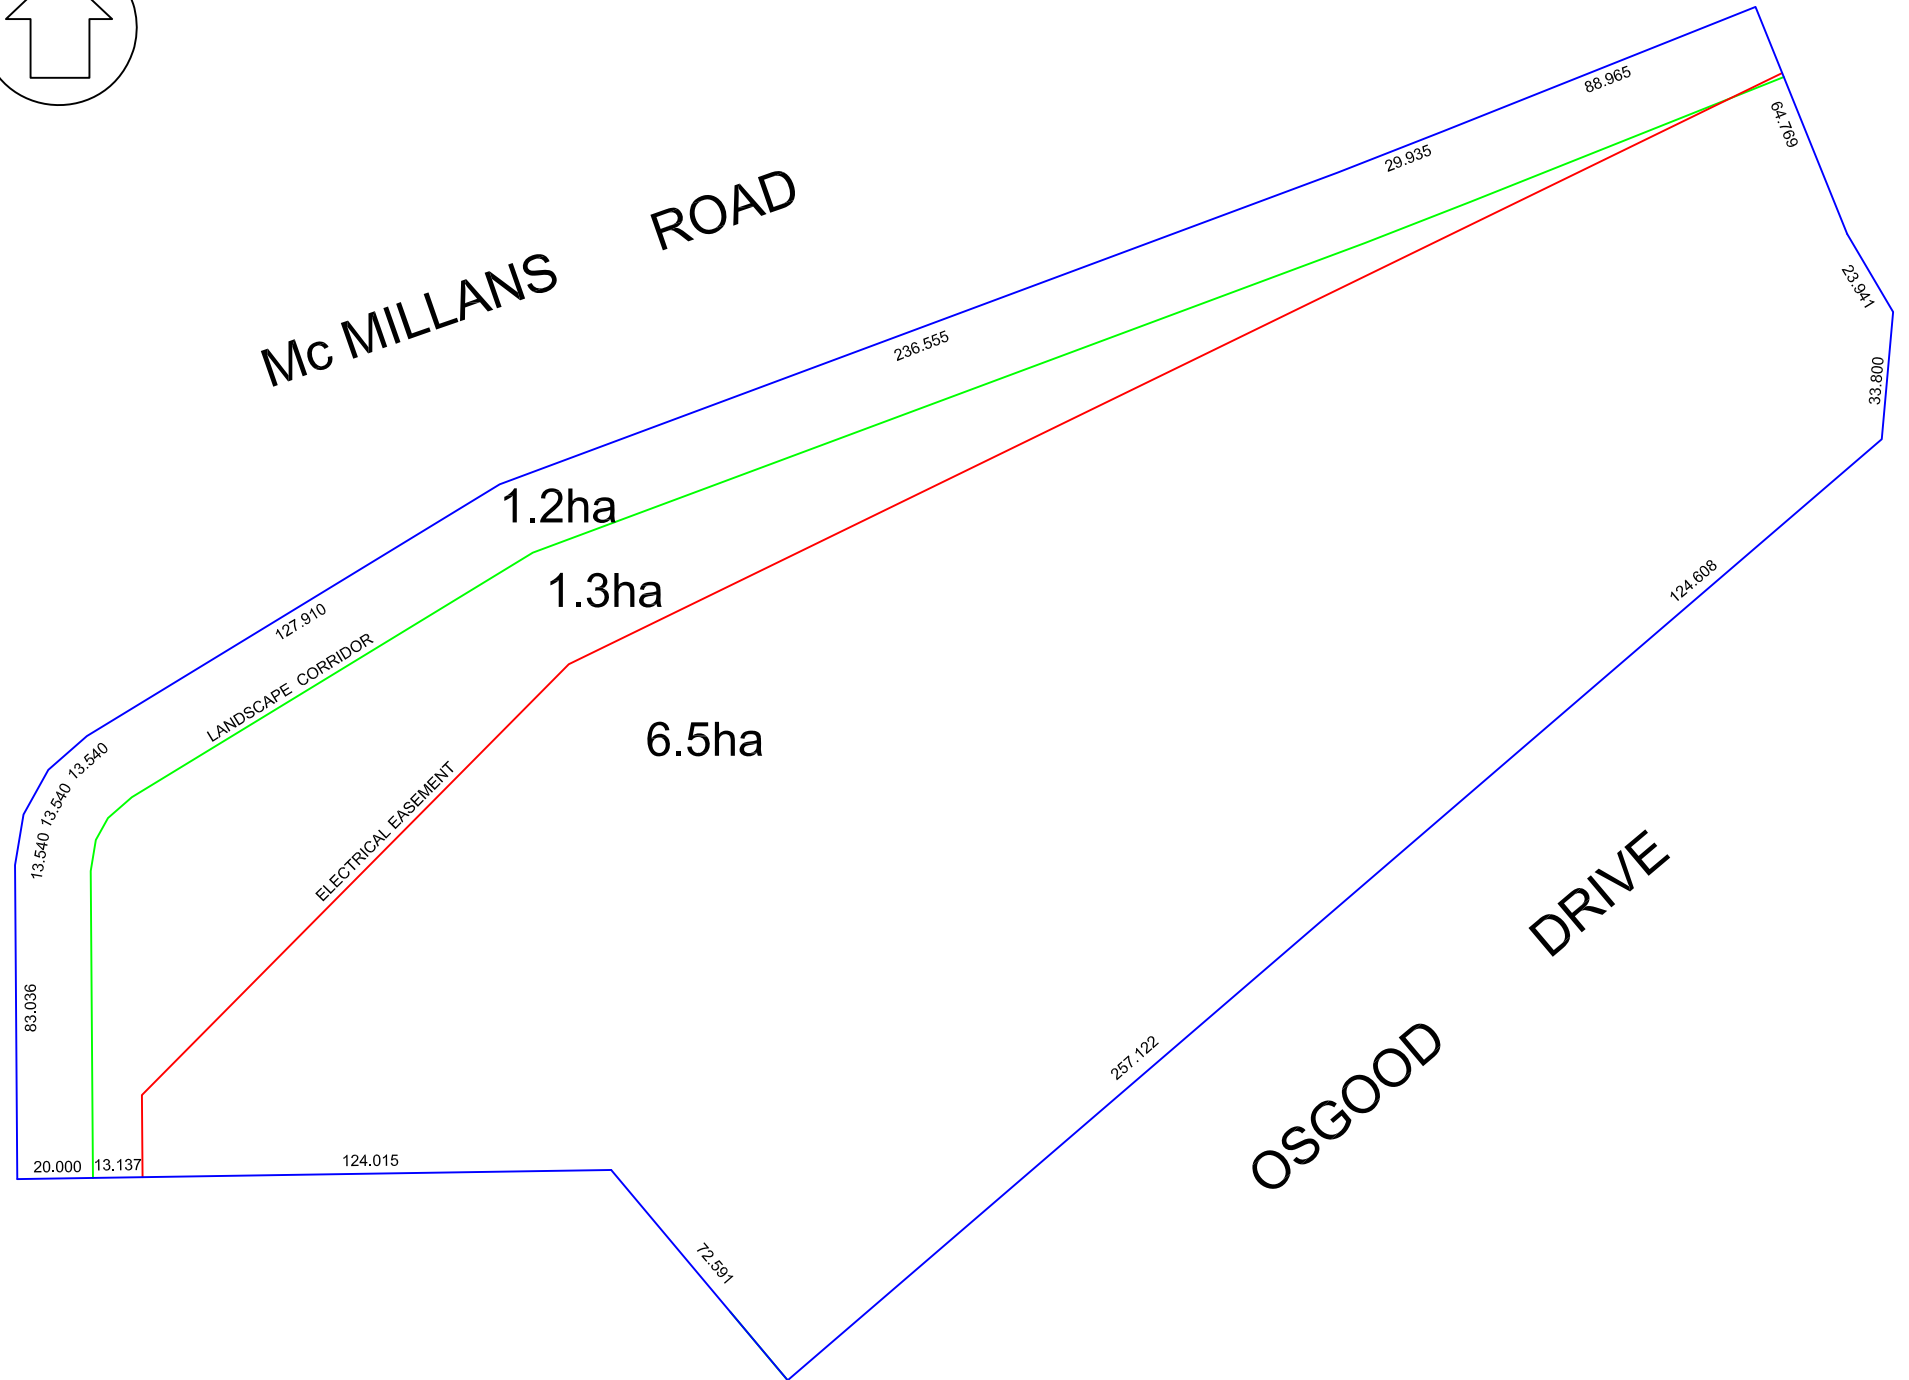 88.965
64.769
29.935
Mc MILLANS ROAD
23.941
236.555
33.800
1.2ha
1.3ha
124.608
127.910
LANDSCAPE CORRIDOR
6.5ha
13.540
13.540
13.540
ELECTRICAL EASEMENT
83.036
257.122
OSGOOD DRIVE
20.000
13.137
124.015
72.591